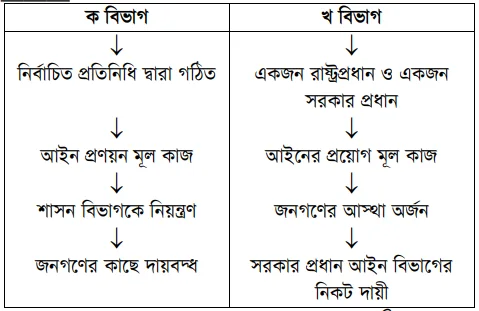 ক বিভাগ
খ বিভাগ
নির্বাচিত প্রতিনিধি দ্বারা গঠিত
একজন রাষ্ট্রপ্রধান ও একজন
সরকার প্রধান
আইন প্রণয়ন মূল কাজ
আইনের প্রয়োগ মূল কাজ
শাসন বিভাগকে নিয়ন্ত্রণ
জনগণের আস্থা অর্জন
জনগণের কাছে দায়বদ্ধ
সরকার প্রধান আইন বিভাগের
নিকট দায়ী